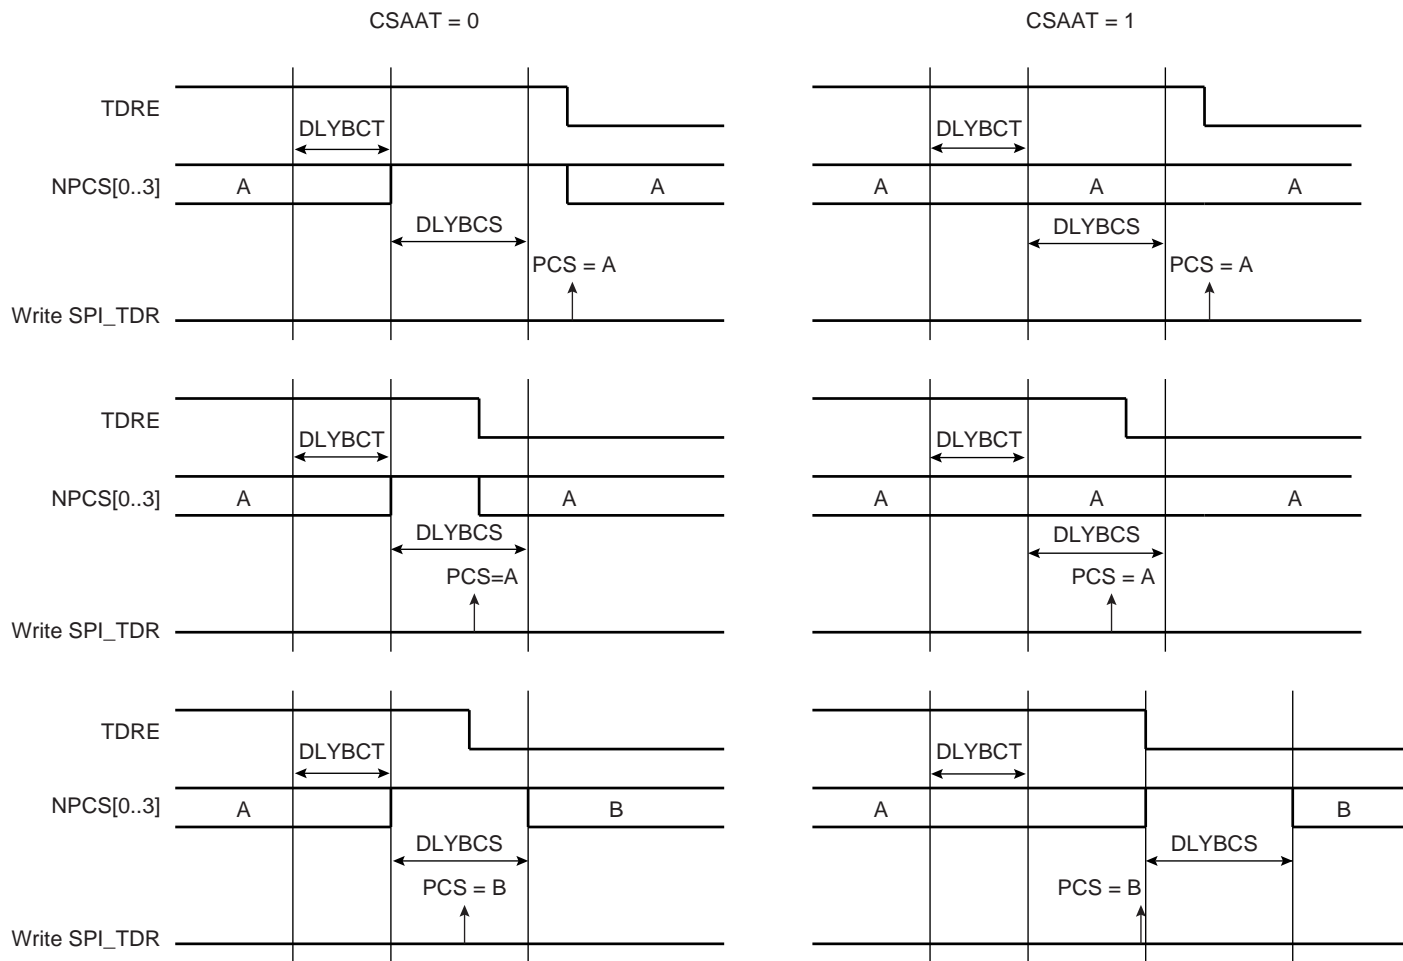 CSAAT = 0 CSAAT = 1
TDRE
DLYBCT DLYBCT
NPCS[0..3] A A A A A
DLYBCS DLYBCS
PCS = A PCS = A
Write SPI_TDR
TDRE
DLYBCT DLYBCT
NPCS[0..3] A A A A A
DLYBCS DLYBCS
PCS=A PCS = A
Write SPI_TDR
TDRE
DLYBCT DLYBCT
NPCS[0..3] A B A B
DLYBCS DLYBCS
PCS = B PCS = B
Write SPI_TDR